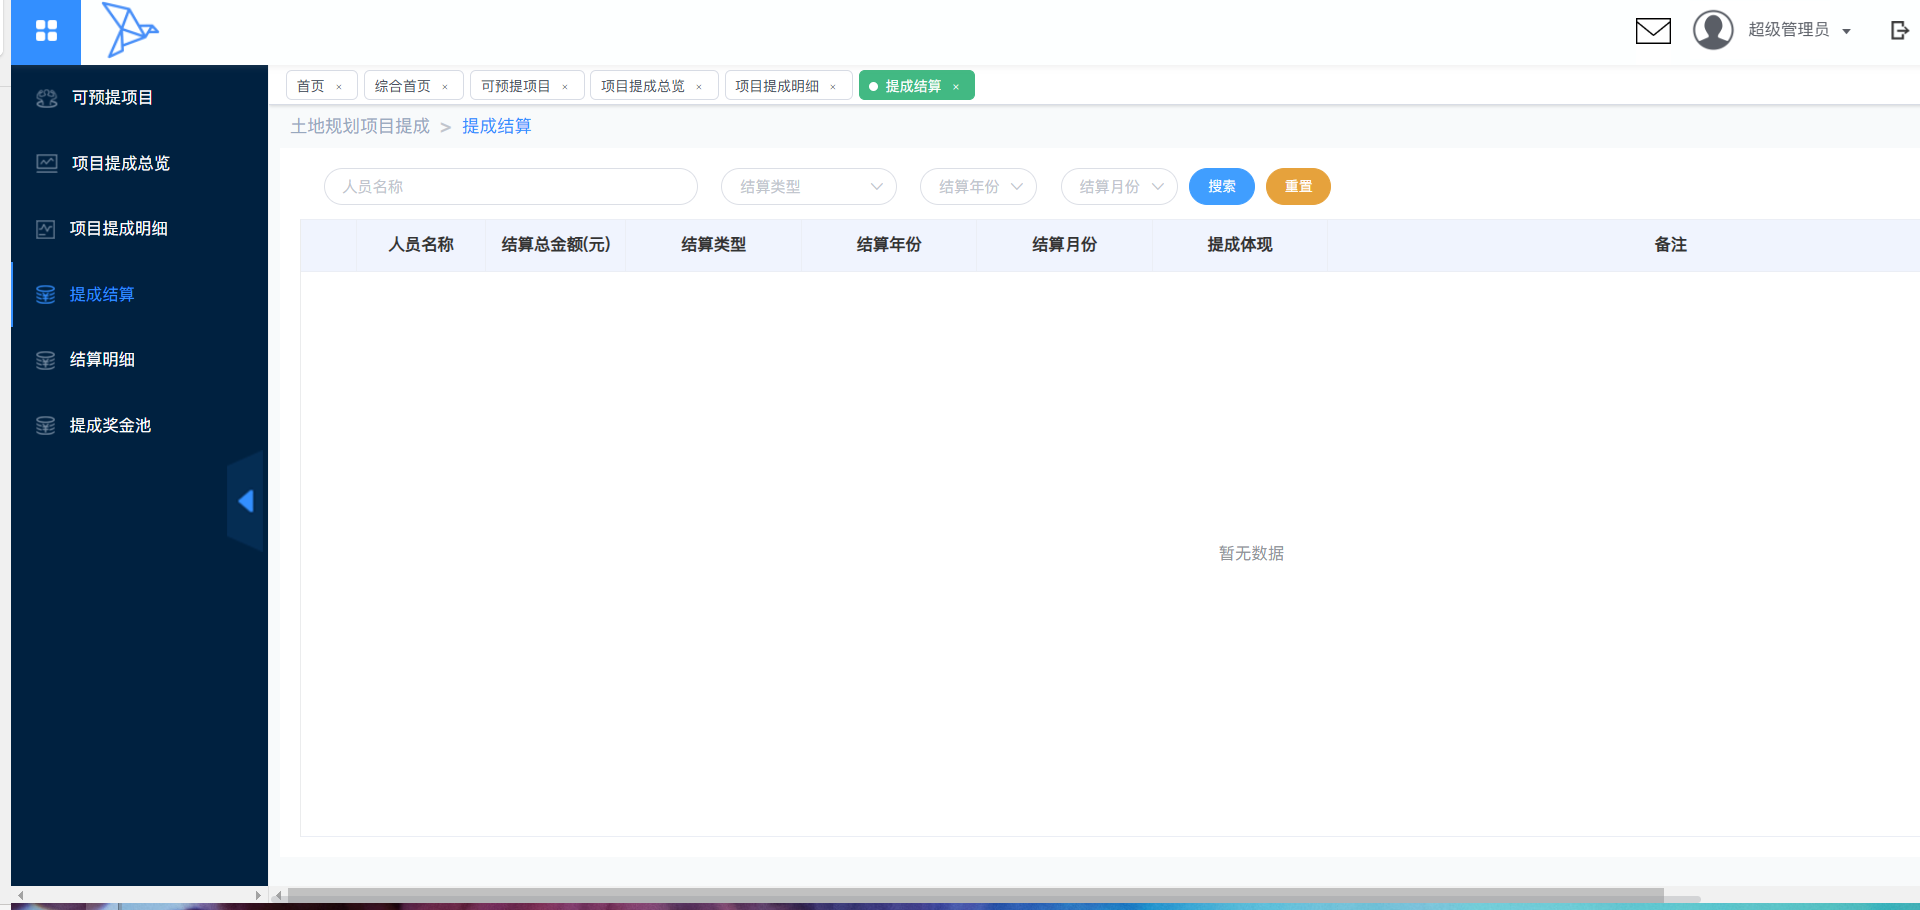 超级管理员
首页 × 综合首页 × 可预提项目 × 项目提成总览 × 项目提成明细 × 提成结算 ×
土地规划项目提成 > 提成结算
可预提项目
项目提成总览
项目提成明细
提成结算
结算明细
提成奖金池
人员名称 结算类型 结算年份 结算月份 搜索 重置
人员名称 结算总金额(元) 结算类型 结算年份 结算月份 提成体现 备注
暂无数据